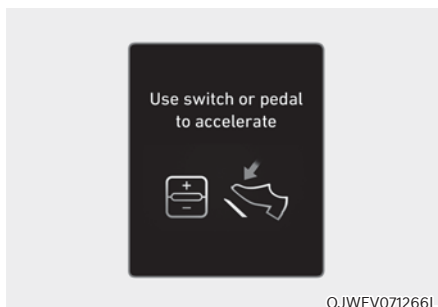 Use switch or pedal
to accelerate
+
−
OJWEV071266L